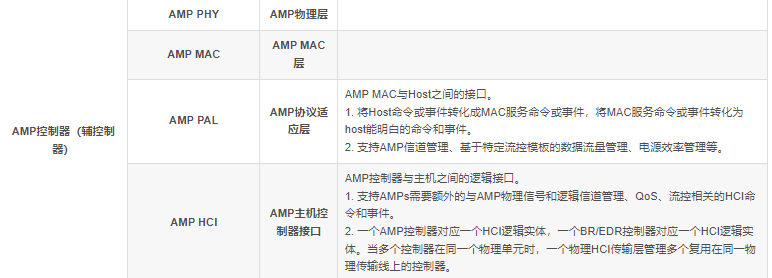 AMP PHY
AMP物理层
AMP MAC
AMP MAC
层
AMP控制器（辅控制
器）
AMP PAL
AMP协议适
应层
AMP MAC与Host之间的接口。
1. 将Host命令或事件转化成MAC服务命令或事件，将MAC服务命令或事件转化为
host能明白的命令和事件。
2. 支持AMP信道管理、基于特定流控模板的数据流量管理、电源效率管理等。
AMP HCI
AMP主机控
制器接口
AMP控制器与主机之间的逻辑接口。
1. 支持AMPs需要额外的与AMP物理信号和逻辑信道管理、QoS、流控相关的HCI命
令和事件。
2. 一个AMP控制器对应一个HCI逻辑实体，一个BR/EDR控制器对应一个HCI逻辑实
体。当多个控制器在同一个物理单元时，一个物理HCI传输层管理多个复用在同一物
理传输线上的控制器。